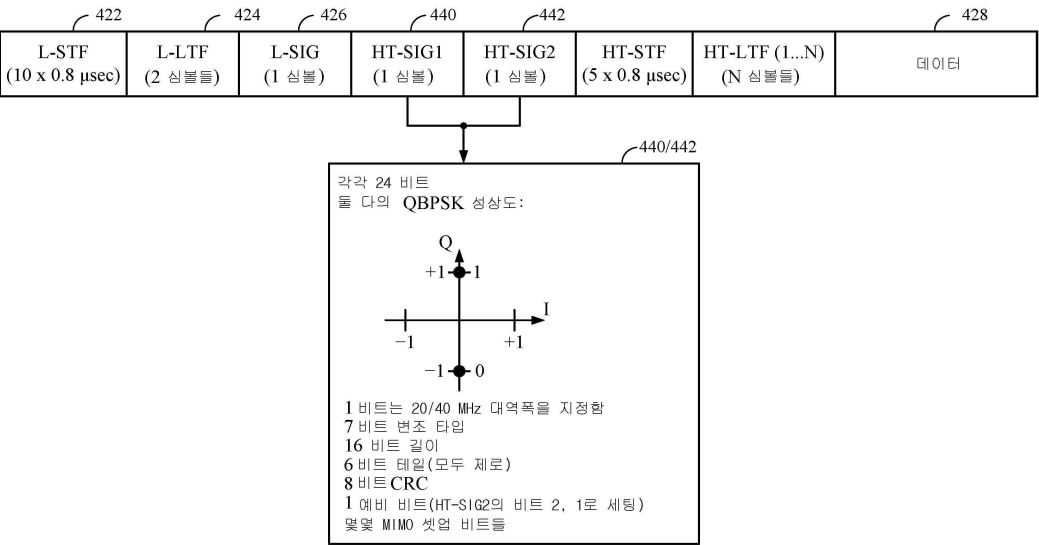 422 424 426 440 442 428
L-STF L-LTF L-SIG HT-SIG1 HT-SIG2 HT-STF HT-LTF (1...N) 데이터
(10 x 0.8 μsec) (2 심볼들) (1 심볼) (1 심볼) (1 심볼) (5 x 0.8 μsec) (N 심볼들)
440/442
각각 24 비트
둘 다의 QBPSK 성상도:
Q
+1 1
I
−1 +1
−1 0
1 비트는 20/40 MHz 대역폭을 지정함
7 비트 변조 타입
16 비트 길이
6 비트 테일(모두 제로)
8 비트 CRC
1 예비 비트(HT-SIG2의 비트 2, 1로 세팅)
몇몇 MIMO 셋업 비트들